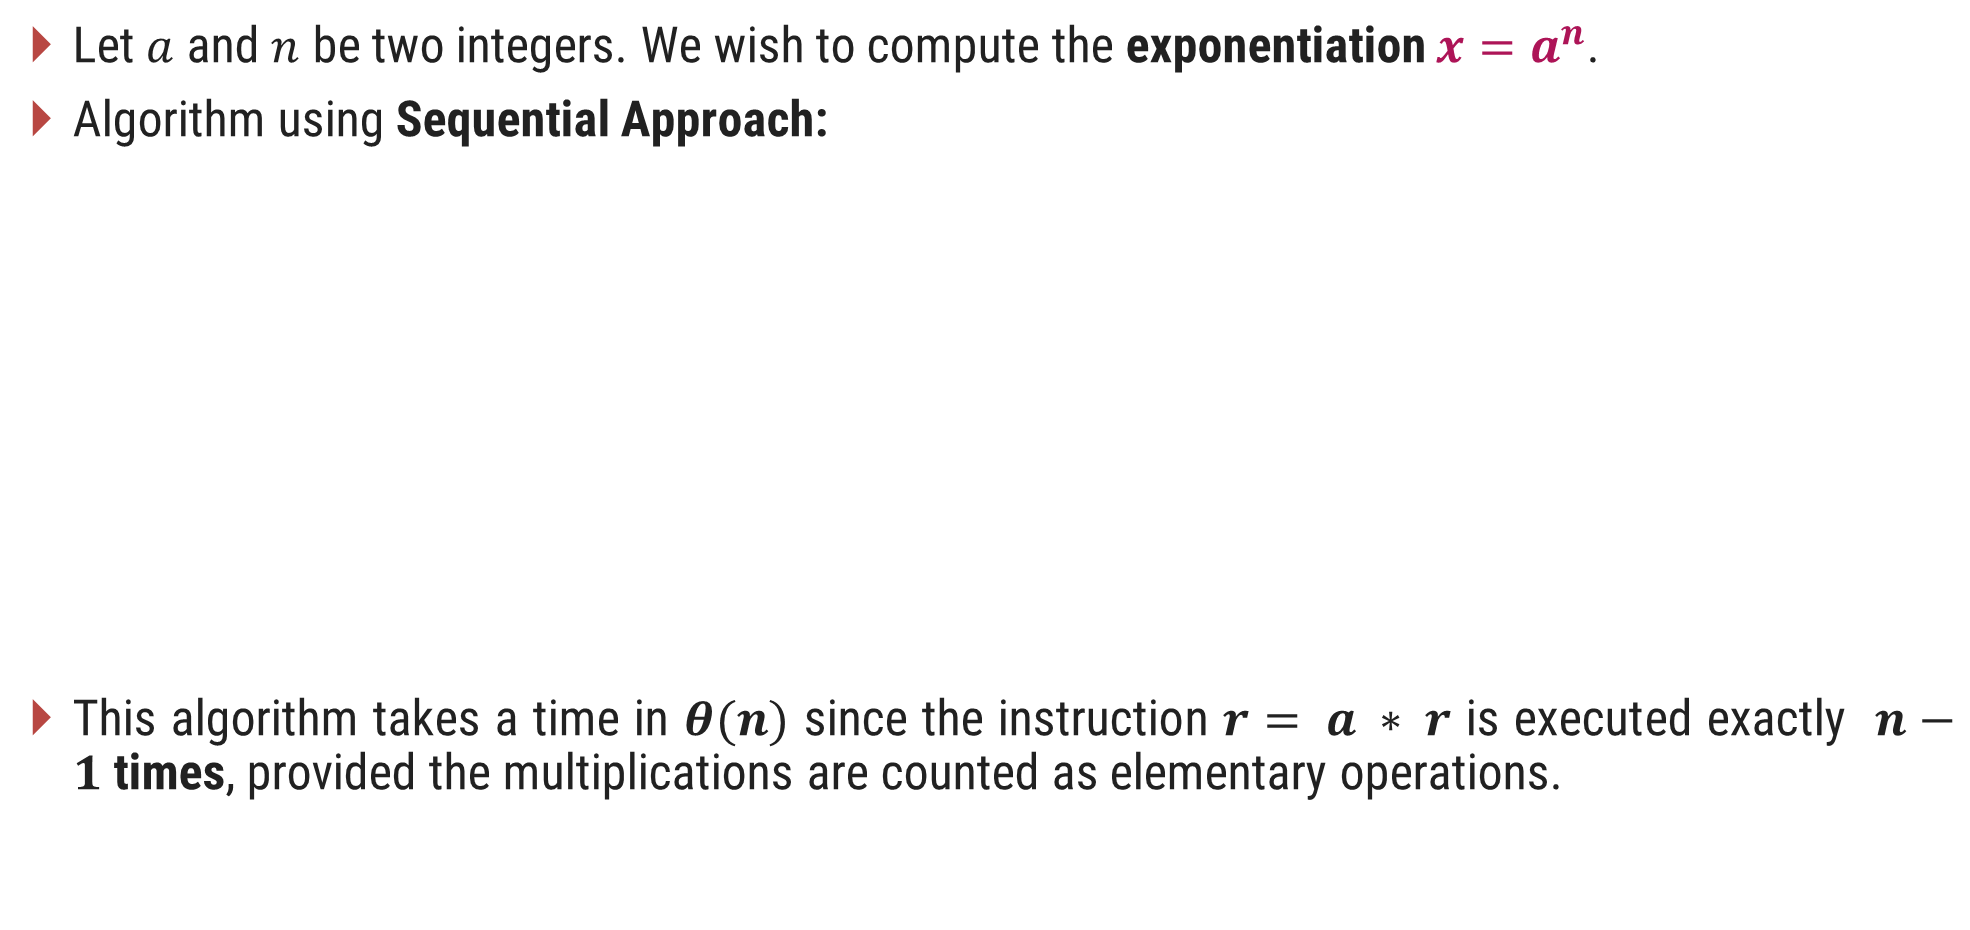 Let a and n be two integers. We wish to compute the exponentiation x = aⁿ.
Algorithm using Sequential Approach:
This algorithm takes a time in θ(n) since the instruction r = a ∗ r is executed exactly n −
1 times, provided the multiplications are counted as elementary operations.